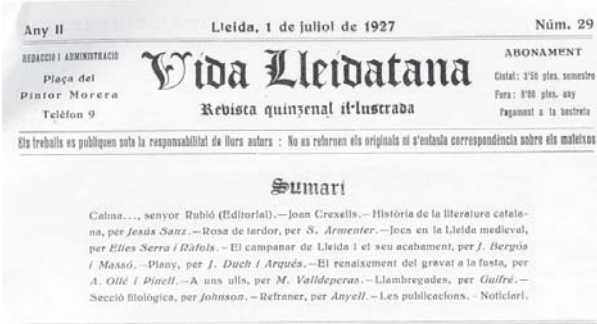 Any II
Lleida, 1 de juliol de 1927
Núm. 29
REDACCIÓ I ADMINISTRACIÓ
Plaça del
Pintor Morera
Telèfon 9
Vida Lleidatana
Revista quinzenal il·lustrada
ABONAMENT
Ciutat: 3'50 ptes. semestre
Fora: 8'00 ptes. any
Pagament a la bestreta
Els treballs es publiquen sota la responsabilitat de llurs autors : No es retornen els originals ni s'entaula correspondència sobre els mateixos
Sumari
Calma..., senyor Rubió (Editorial).—Joan Crexells.—Història de la literatura catala-
na, per Jesús Sanz.—Rosa de tardor, per S. Armenter.—Jocs en la Lleida medieval,
per Elies Serra i Ràfols.—El campanar de Lleida i el seu acabament, per J. Bergós
i Massó.—Plany, per J. Duch i Arqués.—El renaixement del gravat a la fusta, per
A. Ollé i Pinell.—A uns ulls, per M. Valldeperas.—Llambregades, per Guifré.—
Secció filològica, per Johnson.—Refraner, per Anyell.—Les publicacions.—Noticiari.